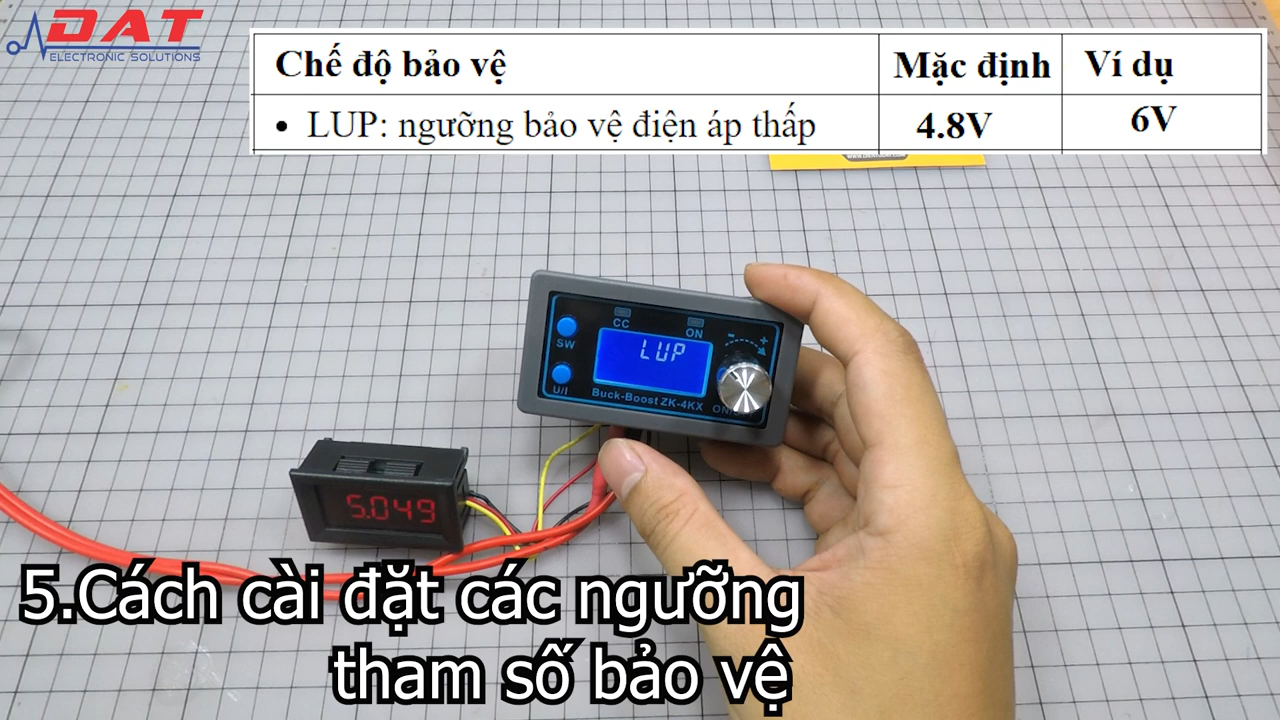 DAT
ELECTRONIC SOLUTIONS
Chế độ bảo vệ Mặc định Ví dụ
• LUP: ngưỡng bảo vệ điện áp thấp 4.8V 6V
CC ON - +
SW
LUP
U/I
Buck-Boost ZK-4KX ON/
5.049
5.Cách cài đặt các ngưỡng
tham số bảo vệ